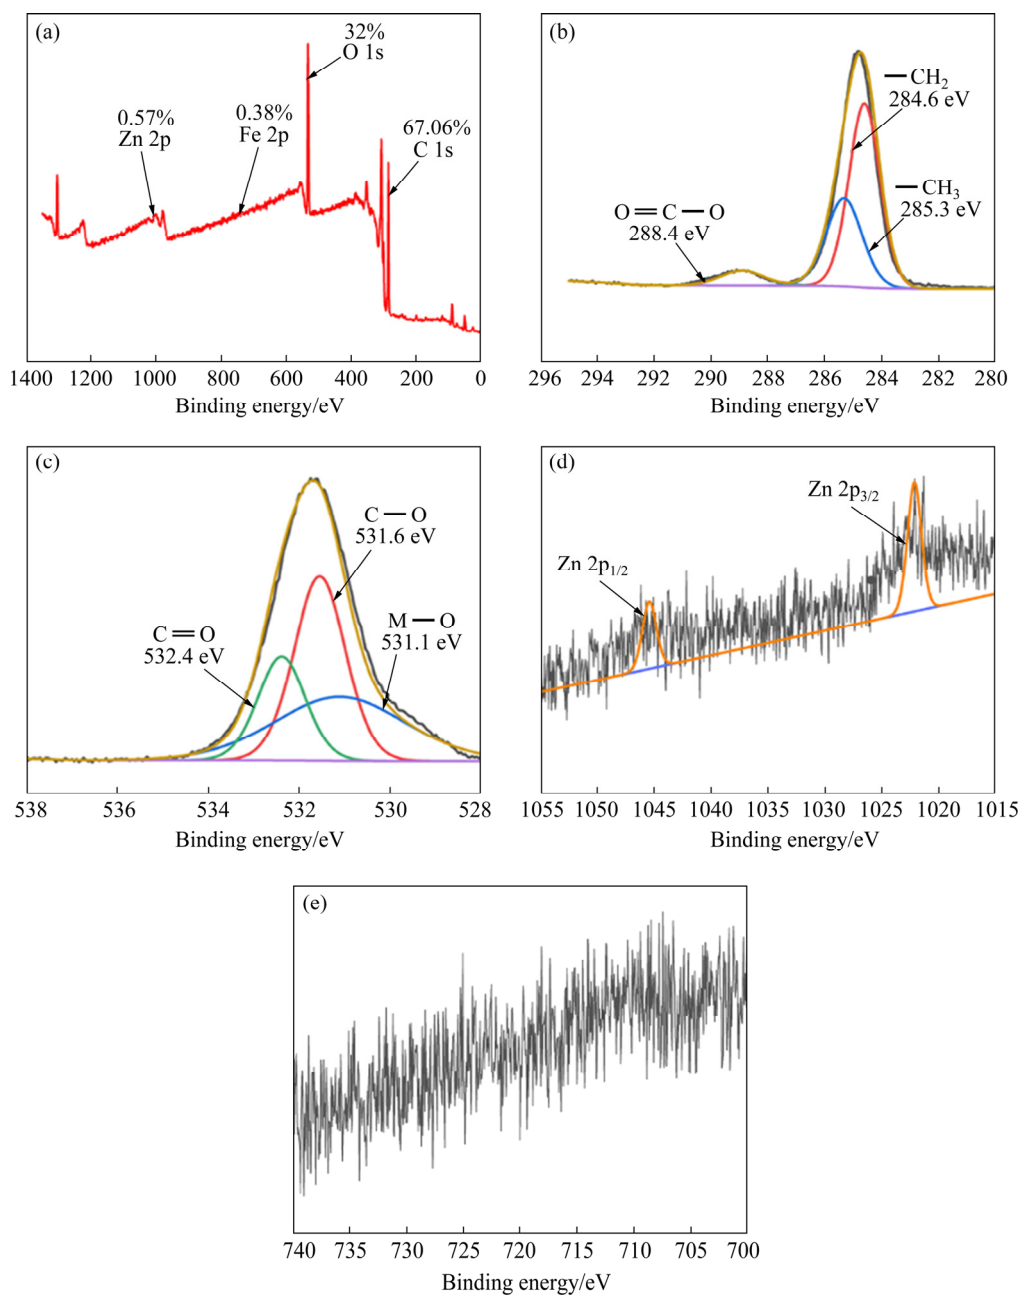 (a)
32%
O 1s
0.57%
Zn 2p
0.38%
Fe 2p
67.06%
C 1s
1400 1200 1000 800 600 400 200 0
Binding energy/eV
(b)
—CH₂
284.6 eV
—CH₃
285.3 eV
O=C—O
288.4 eV
296 294 292 290 288 286 284 282 280
Binding energy/eV
(c)
C—O
531.6 eV
C=O
532.4 eV
M—O
531.1 eV
538 536 534 532 530 528
Binding energy/eV
(d)
Zn 2p₃/₂
Zn 2p₁/₂
1055 1050 1045 1040 1035 1030 1025 1020 1015
Binding energy/eV
(e)
740 735 730 725 720 715 710 705 700
Binding energy/eV